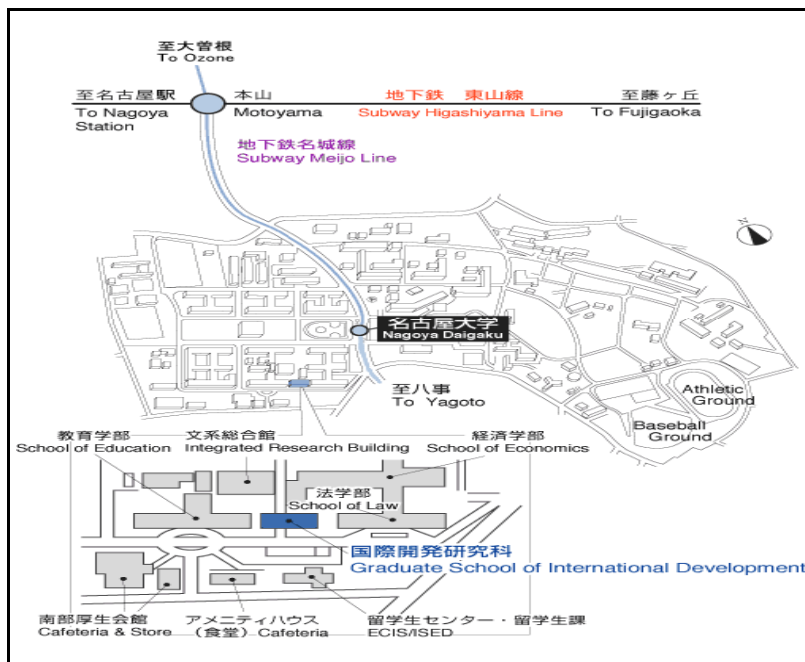 至大曽根
To Ozone
至名古屋駅
To Nagoya
Station
本山
Motoyama
地下鉄 東山線
Subway Higashiyama Line
至藤ヶ丘
To Fujigaoka
地下鉄名城線
Subway Meijo Line
N
名古屋大学
Nagoya Daigaku
至八事
To Yagoto
Athletic
Ground
Baseball
Ground
教育学部
School of Education
文系総合館
Integrated Research Building
経済学部
School of Economics
法学部
School of Law
国際開発研究科
Graduate School of International Development
南部厚生会館
Cafeteria & Store
アメニティハウス
（食堂）Cafeteria
留学生センター・留学生課
ECIS/ISED